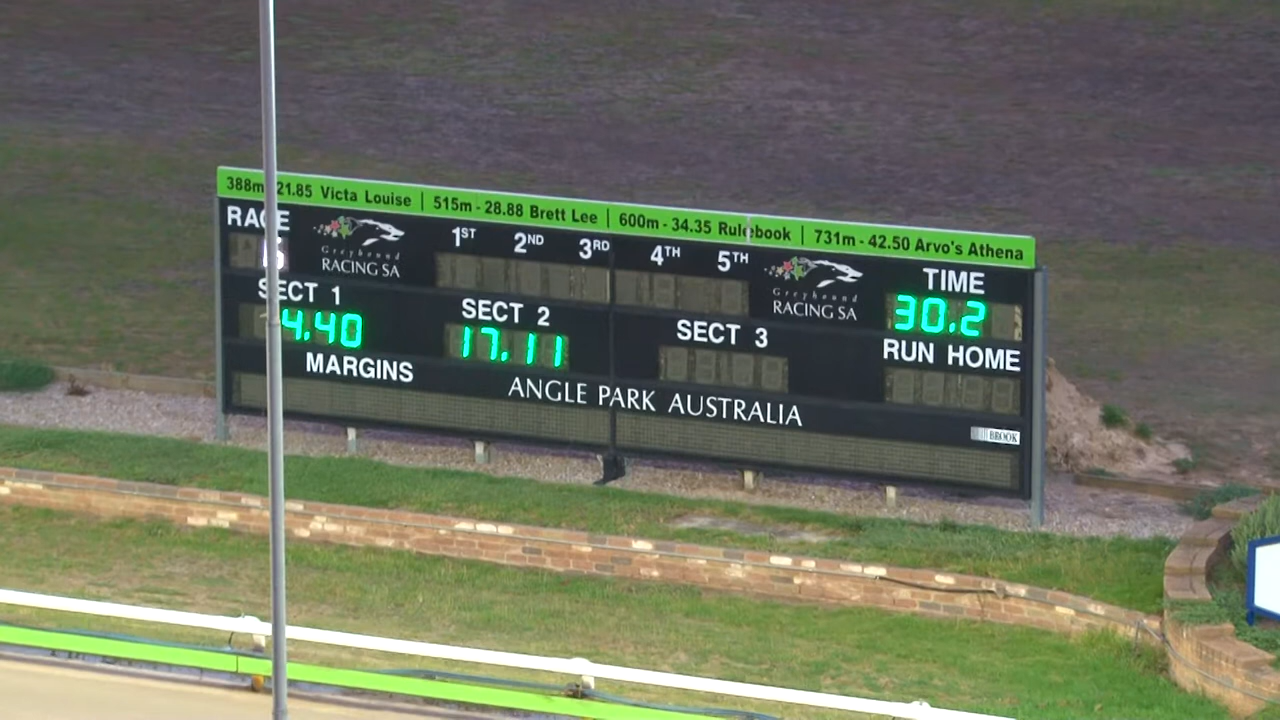 388m 21.85 Victa Louise | 515m - 28.88 Brett Lee | 600m - 34.35 Rulebook | 731m - 42.50 Arvo's Athena
RACE
Greyhound
RACING SA
1ST 2ND 3RD 4TH 5TH
Greyhound
RACING SA
TIME
30.2
SECT 1
4.40
SECT 2
17.11
SECT 3
RUN HOME
MARGINS
ANGLE PARK AUSTRALIA
BROOK